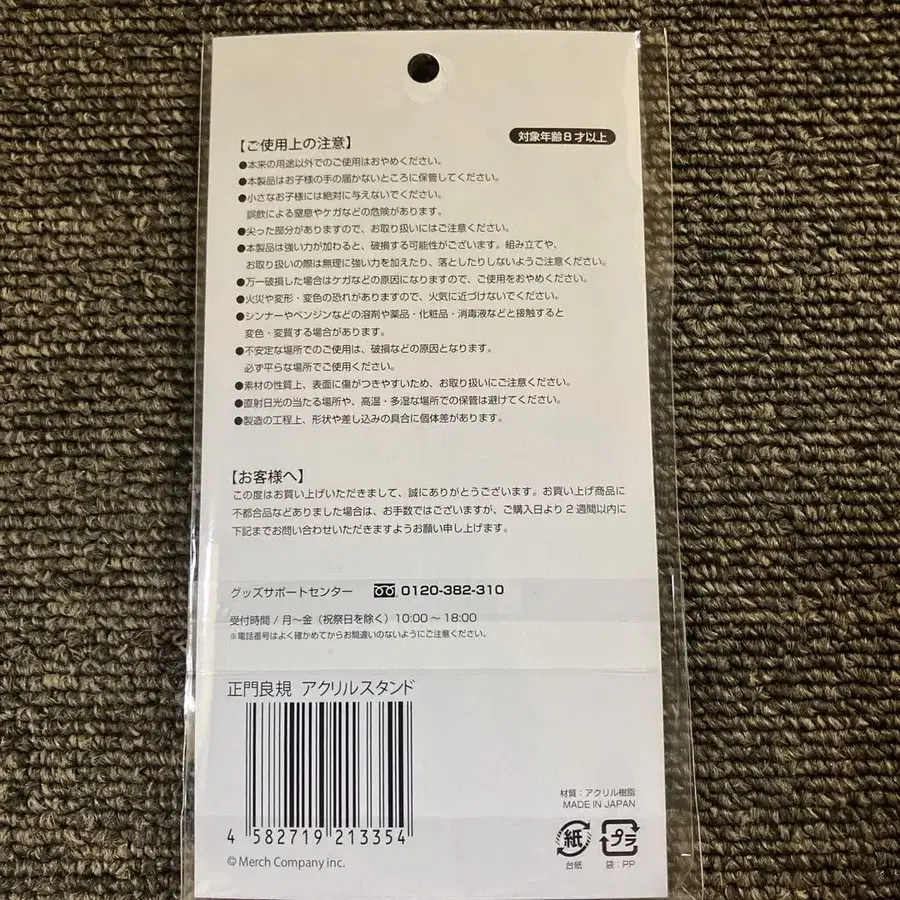 【ご使用上の注意】
対象年齢8才以上
●本来の用途以外でのご使用はおやめください。
●本製品はお子様の手の届かないところに保管してください。
●小さなお子様には絶対に与えないでください。
誤飲による窒息やケガなどの危険があります。
●尖った部分がありますので、お取り扱いにはご注意ください。
●本製品は強い力が加わると、破損する可能性がございます。組み立てや、
お取り扱いの際は無理に強い力を加えたり、落としたりしないようご注意ください。
●万一破損した場合はケガなどの原因になりますので、ご使用をおやめください。
●火災や変形・変色の恐れがありますので、火気に近づけないでください。
●シンナーやベンジンなどの溶剤や薬品・化粧品・消毒液などと接触すると
変色・変質する場合があります。
●不安定な場所でのご使用は、破損などの原因となります。
必ず平らな場所でご使用ください。
●素材の性質上、表面に傷がつきやすいため、お取り扱いにご注意ください。
●直射日光の当たる場所や、高温・多湿な場所での保管は避けてください。
●製造の工程上、形状や差し込みの具合に個体差があります。
【お客様へ】
この度はお買い上げいただきまして、誠にありがとうございます。お買い上げ商品に
不都合品などありました場合は、お手数ではございますが、ご購入日より2週間以内に
下記までお問い合わせいただきますようお願い申し上げます。
グッズサポートセンター 0120-382-310
受付時間/月〜金（祝祭日を除く）10:00〜18:00
※電話番号はよく確かめてからお間違いのないようにご注意ください。
正門良規 アクリルスタンド
4 582719 213354
© Merch Company inc.
材質：アクリル樹脂
MADE IN JAPAN
紙 プラ
台紙 袋：PP